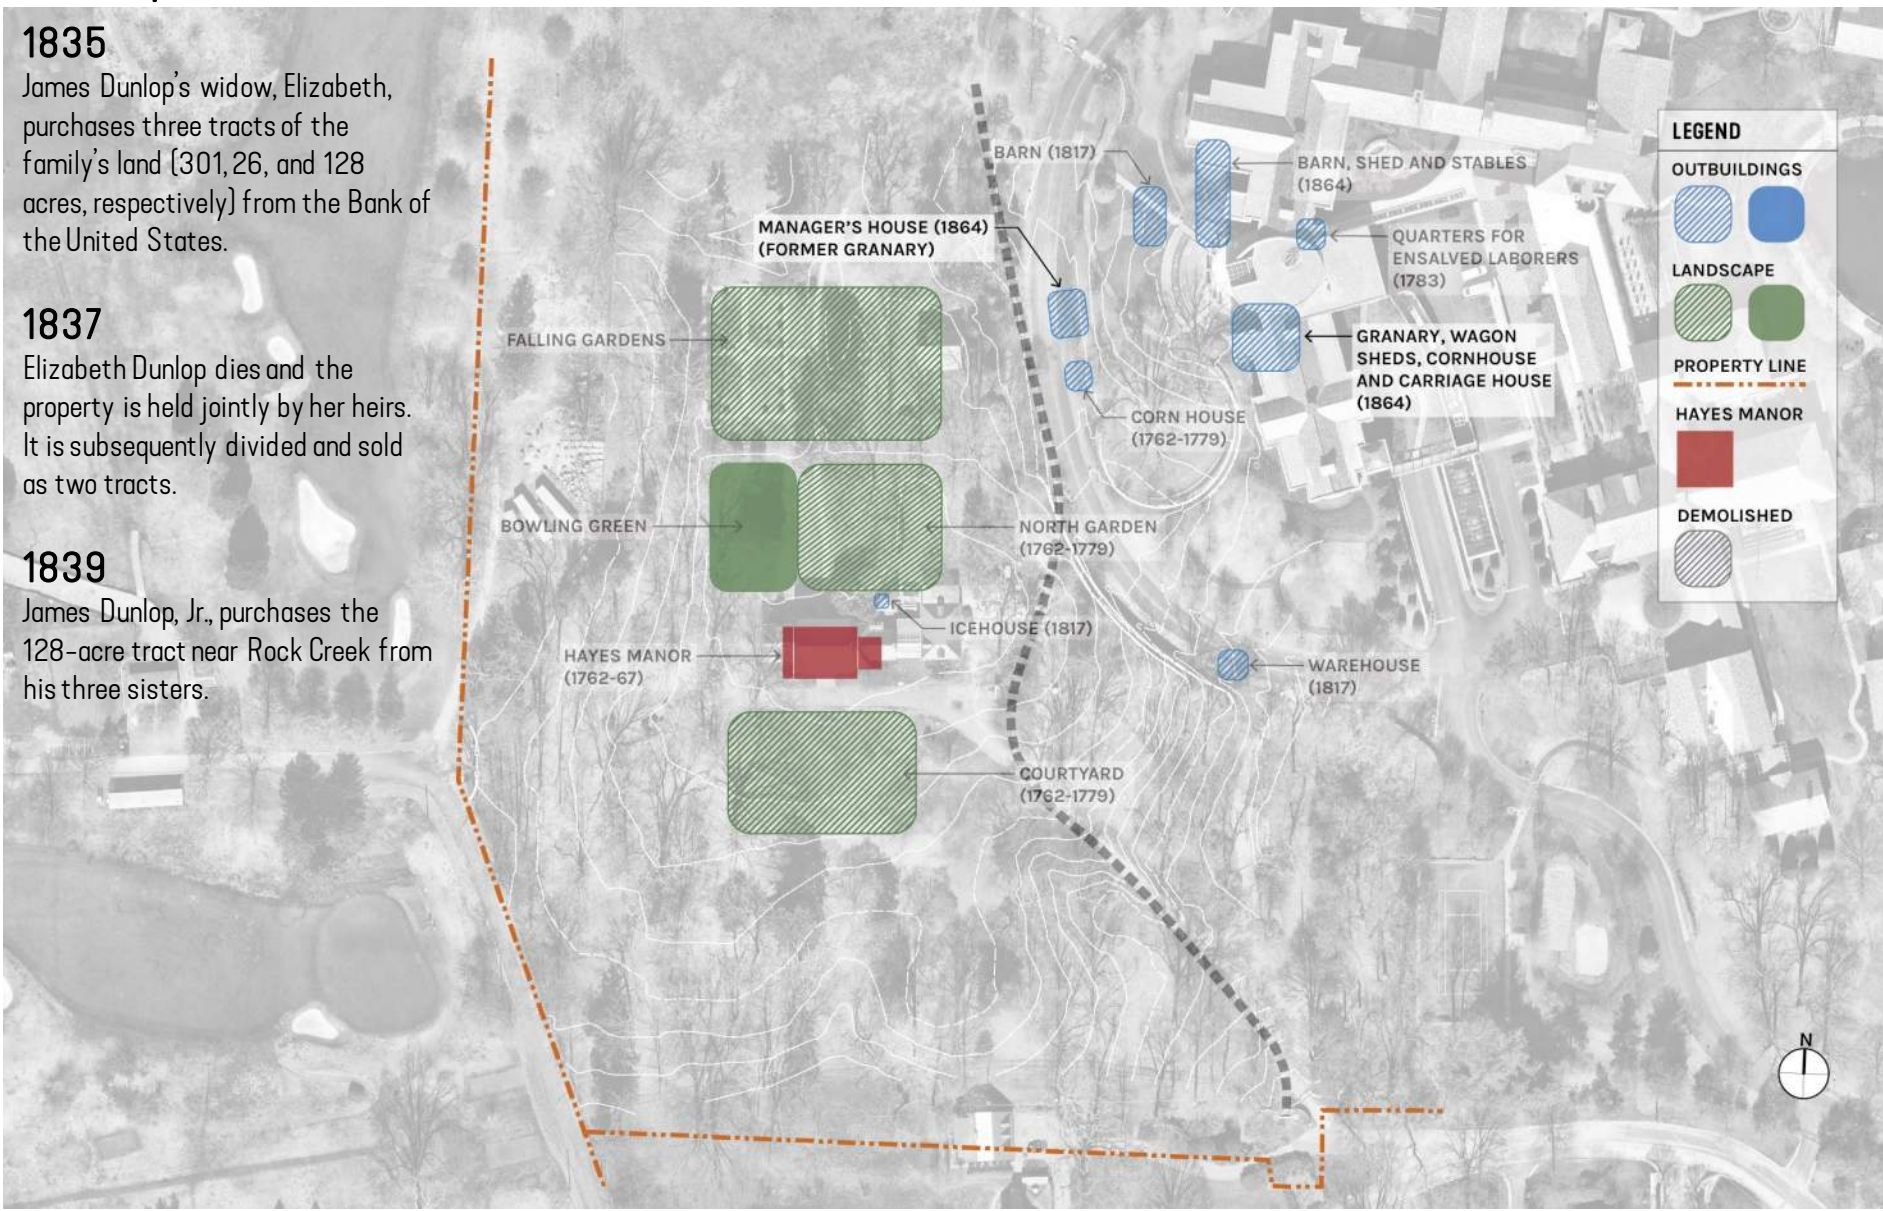 1835
James Dunlop's widow, Elizabeth,
purchases three tracts of the
family's land (301, 26, and 128
acres, respectively) from the Bank of
the United States.
1837
Elizabeth Dunlop dies and the
property is held jointly by her heirs.
It is subsequently divided and sold
as two tracts.
1839
James Dunlop, Jr., purchases the
128-acre tract near Rock Creek from
his three sisters.
BARN (1817)
BARN, SHED AND STABLES
(1864)
MANAGER'S HOUSE (1864)
(FORMER GRANARY)
QUARTERS FOR
ENSALVED LABORERS
(1783)
FALLING GARDENS
GRANARY, WAGON
SHEDS, CORNHOUSE
AND CARRIAGE HOUSE
(1864)
CORN HOUSE
(1762-1779)
BOWLING GREEN
NORTH GARDEN
(1762-1779)
ICEHOUSE (1817)
HAYES MANOR
(1762-67)
WAREHOUSE
(1817)
COURTYARD
(1762-1779)
LEGEND
OUTBUILDINGS
LANDSCAPE
PROPERTY LINE
HAYES MANOR
DEMOLISHED
N